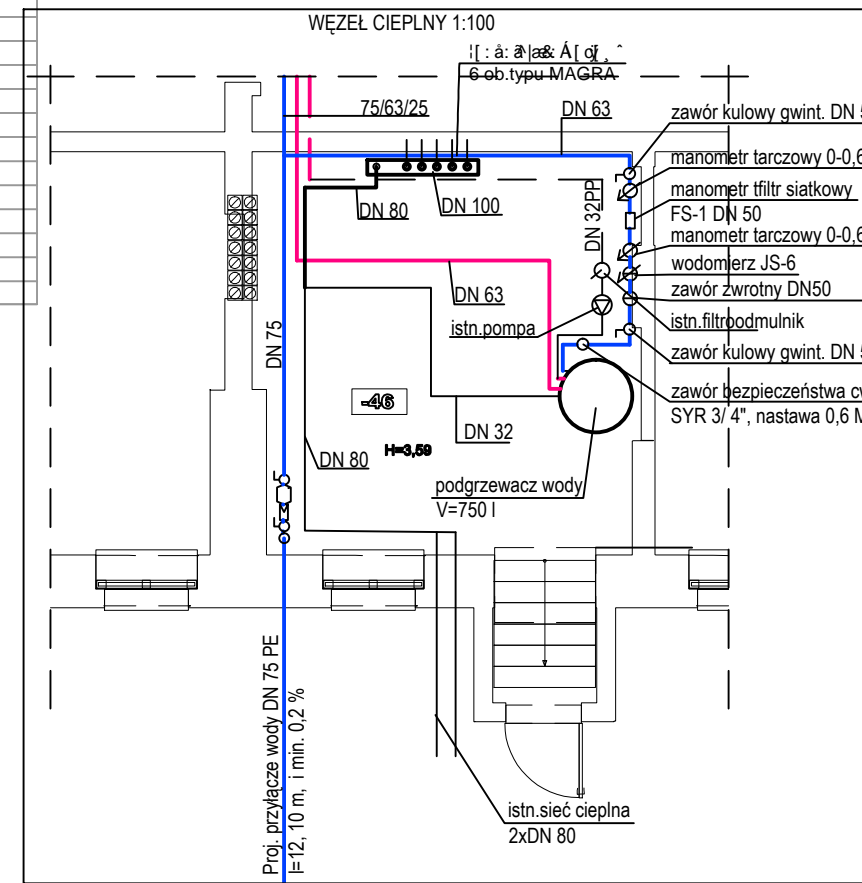 WĘZEŁ CIEPLNY 1:100
6 ob.typu MAGRA
75/63/25
DN 63
zawór kulowy gwint. DN
manometr tarczowy 0-0,6
manometr tfiltr siatkowy
FS-1 DN 50
manometr tarczowy 0-0,6
wodomierz JS-6
zawór zwrotny DN50
istn.filtroodmulnik
zawór kulowy gwint. DN
zawór bezpieczeństwa
SYR 3/ 4", nastawa 0,6
DN 80
DN 100
DN 32PP
DN 63
istn.pompa
DN 75
-46
H=3,59
DN 32
DN 80
podgrzewacz wody
V=750 l
Proj. przyłącze wody DN 75 PE
l=12, 10 m, i min. 0,2 %
istn.sieć cieplna
2xDN 80